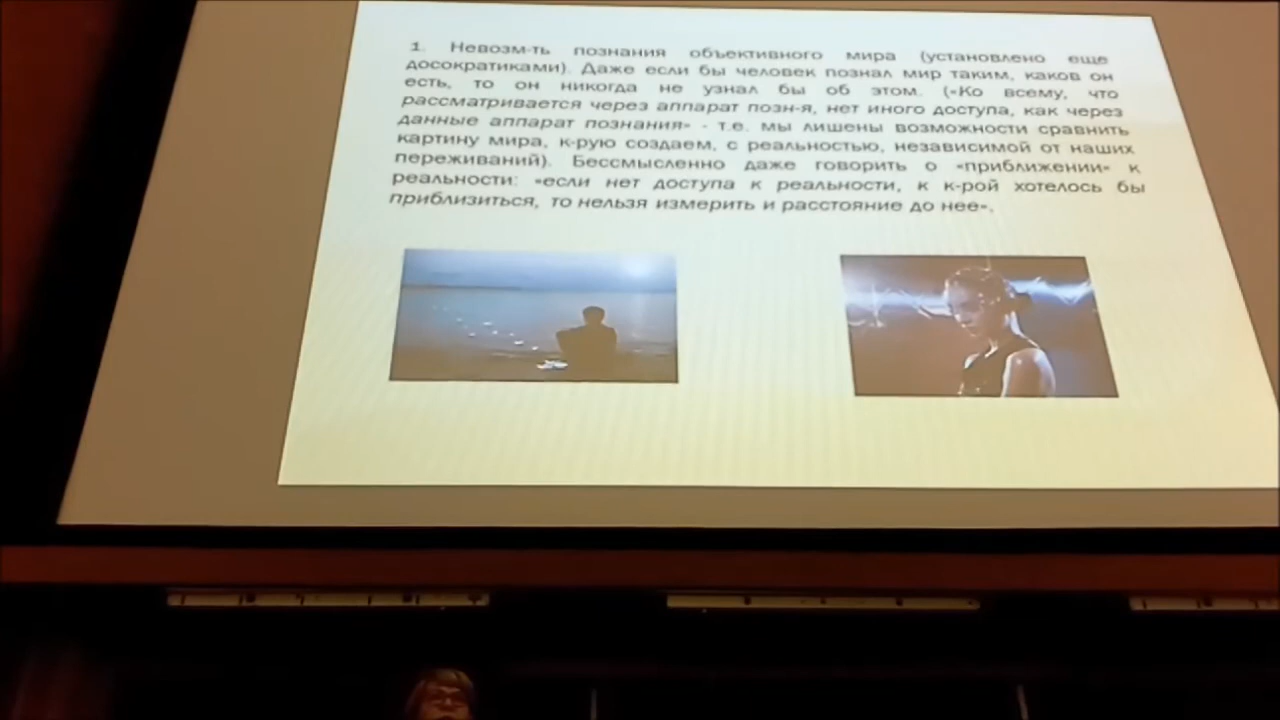 1. Невозм-ть познания объективного мира (установлено еще
досократиками). Даже если бы человек познал мир таким, каков он
есть, то он никогда не узнал бы об этом. («Ко всему, что
рассматривается через аппарат позн-я, нет иного доступа, как через
данные аппарат познания» - т.е. мы лишены возможности сравнить
картину мира, к-рую создаем, с реальностью, независимой от наших
переживаний). Бессмысленно даже говорить о «приближении» к
реальности: «если нет доступа к реальности, к к-рой хотелось бы
приблизиться, то нельзя измерить и расстояние до нее».